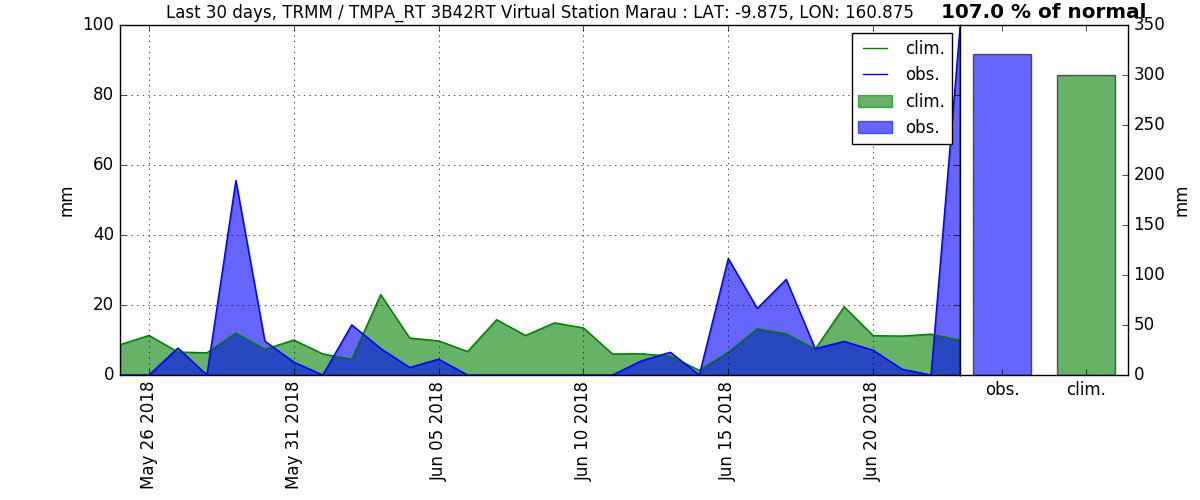 Last 30 days, TRMM / TMPA_RT 3B42RT Virtual Station Marau : LAT: -9.875, LON: 160.875
107.0 % of normal
100
80
60
40
20
0
mm
clim.
obs.
clim.
obs.
350
300
250
200
150
100
50
0
mm
May 26 2018
May 31 2018
Jun 05 2018
Jun 10 2018
Jun 15 2018
Jun 20 2018
obs.
clim.